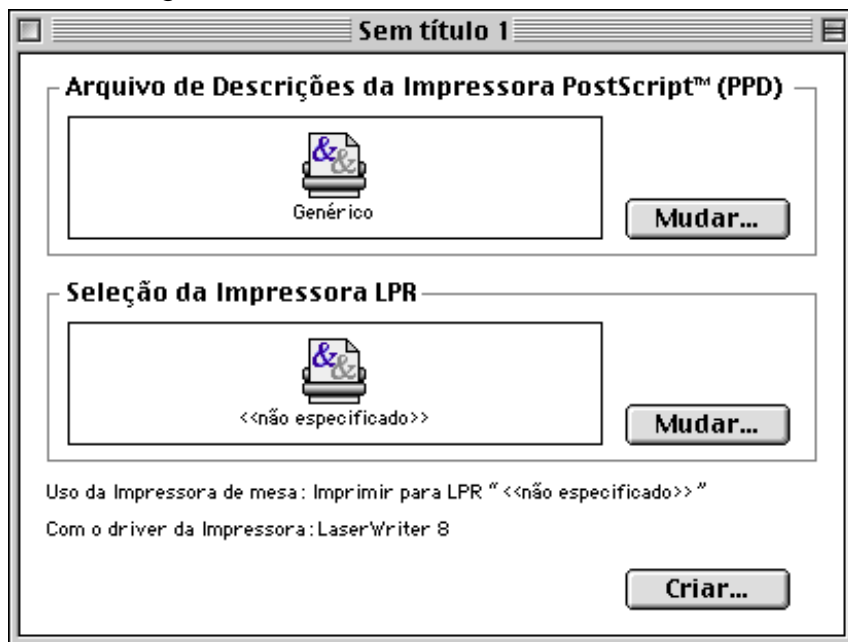 Sem título 1
Arquivo de Descrições da Impressora PostScript™ (PPD)
Genérico
Mudar...
Seleção da Impressora LPR
<<não especificado>>
Mudar...
Uso da Impressora de mesa: Imprimir para LPR “<<não especificado>>”
Com o driver da Impressora:LaserWriter 8
Criar...